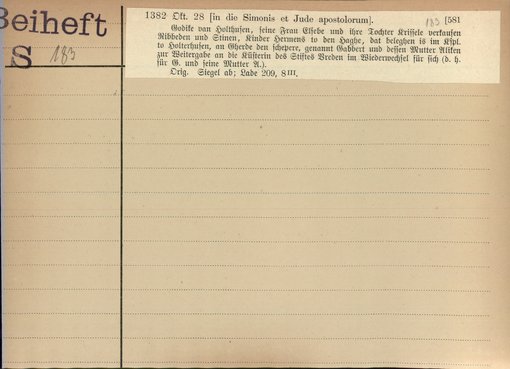 Beiheft
S 183
1382 Okt. 28 [in die Simonis et Jude apostolorum]. 183 [581
Godike van Holthusen, seine Frau Elsebe und ihre Tochter Krissele verkaufen
Ribbeden und Stinen, Kinder Hermens to den Haghe, dat beleghen is im Kspl.
to Holterhusen, an Gherde den schepere, genannt Gabbert und dessen Mutter Aliken
zur Weitergabe an die Küsterin des Stiftes Vreden im Wiederwechsel für sich (d. h.
für G. und seine Mutter A.).
Orig. Siegel ab; Lade 209, 8 III.